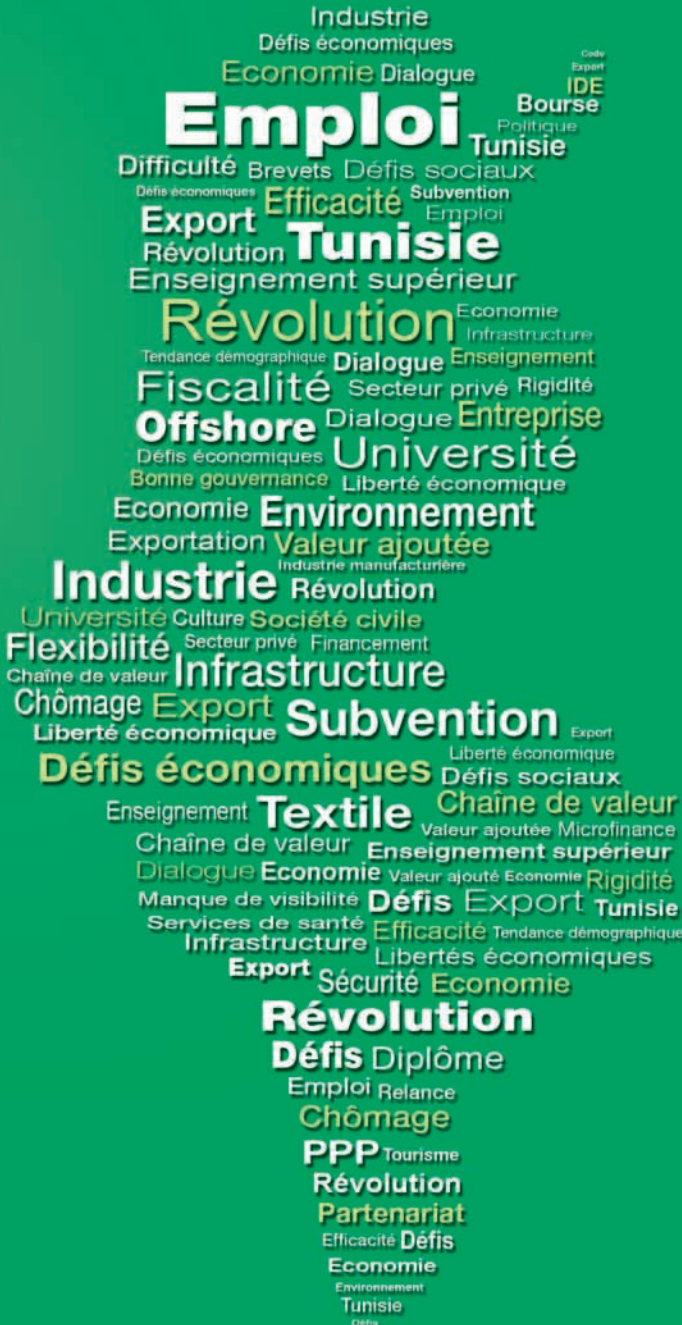 Industrie
Défis économiques
Code
Export
Economie Dialogue
IDE
Emploi
Bourse
Politique
Tunisie
Difficulté Brevets Défis sociaux
Défis économiques Efficacité Subvention
Export Emploi
Révolution Tunisie
Enseignement supérieur
Révolution Economie
Infrastructure
Tendance démographique Dialogue Enseignement
Fiscalité Secteur privé Rigidité
Offshore Dialogue Entreprise
Défis économiques Université
Bonne gouvernance Liberté économique
Economie Environnement
Exportation Valeur ajoutée
Industrie manufacturière
Industrie Révolution
Université Culture Société civile
Flexibilité Secteur privé Financement
Chaîne de valeur Infrastructure
Chômage Export Subvention Export
Liberté économique
Liberté économique
Défis économiques Défis sociaux
Enseignement Textile Chaîne de valeur
Valeur ajoutée Microfinance
Chaîne de valeur Enseignement supérieur
Dialogue Economie Valeur ajouté Economie Rigidité
Manque de visibilité Défis Export Tunisie
Services de santé Efficacité Tendance démographique
Infrastructure Libertés économiques
Export Sécurité Economie
Révolution
Défis Diplôme
Emploi Relance
Chômage
PPP Tourisme
Révolution
Partenariat
Efficacité Défis
Economie
Environnement
Tunisie
Défis